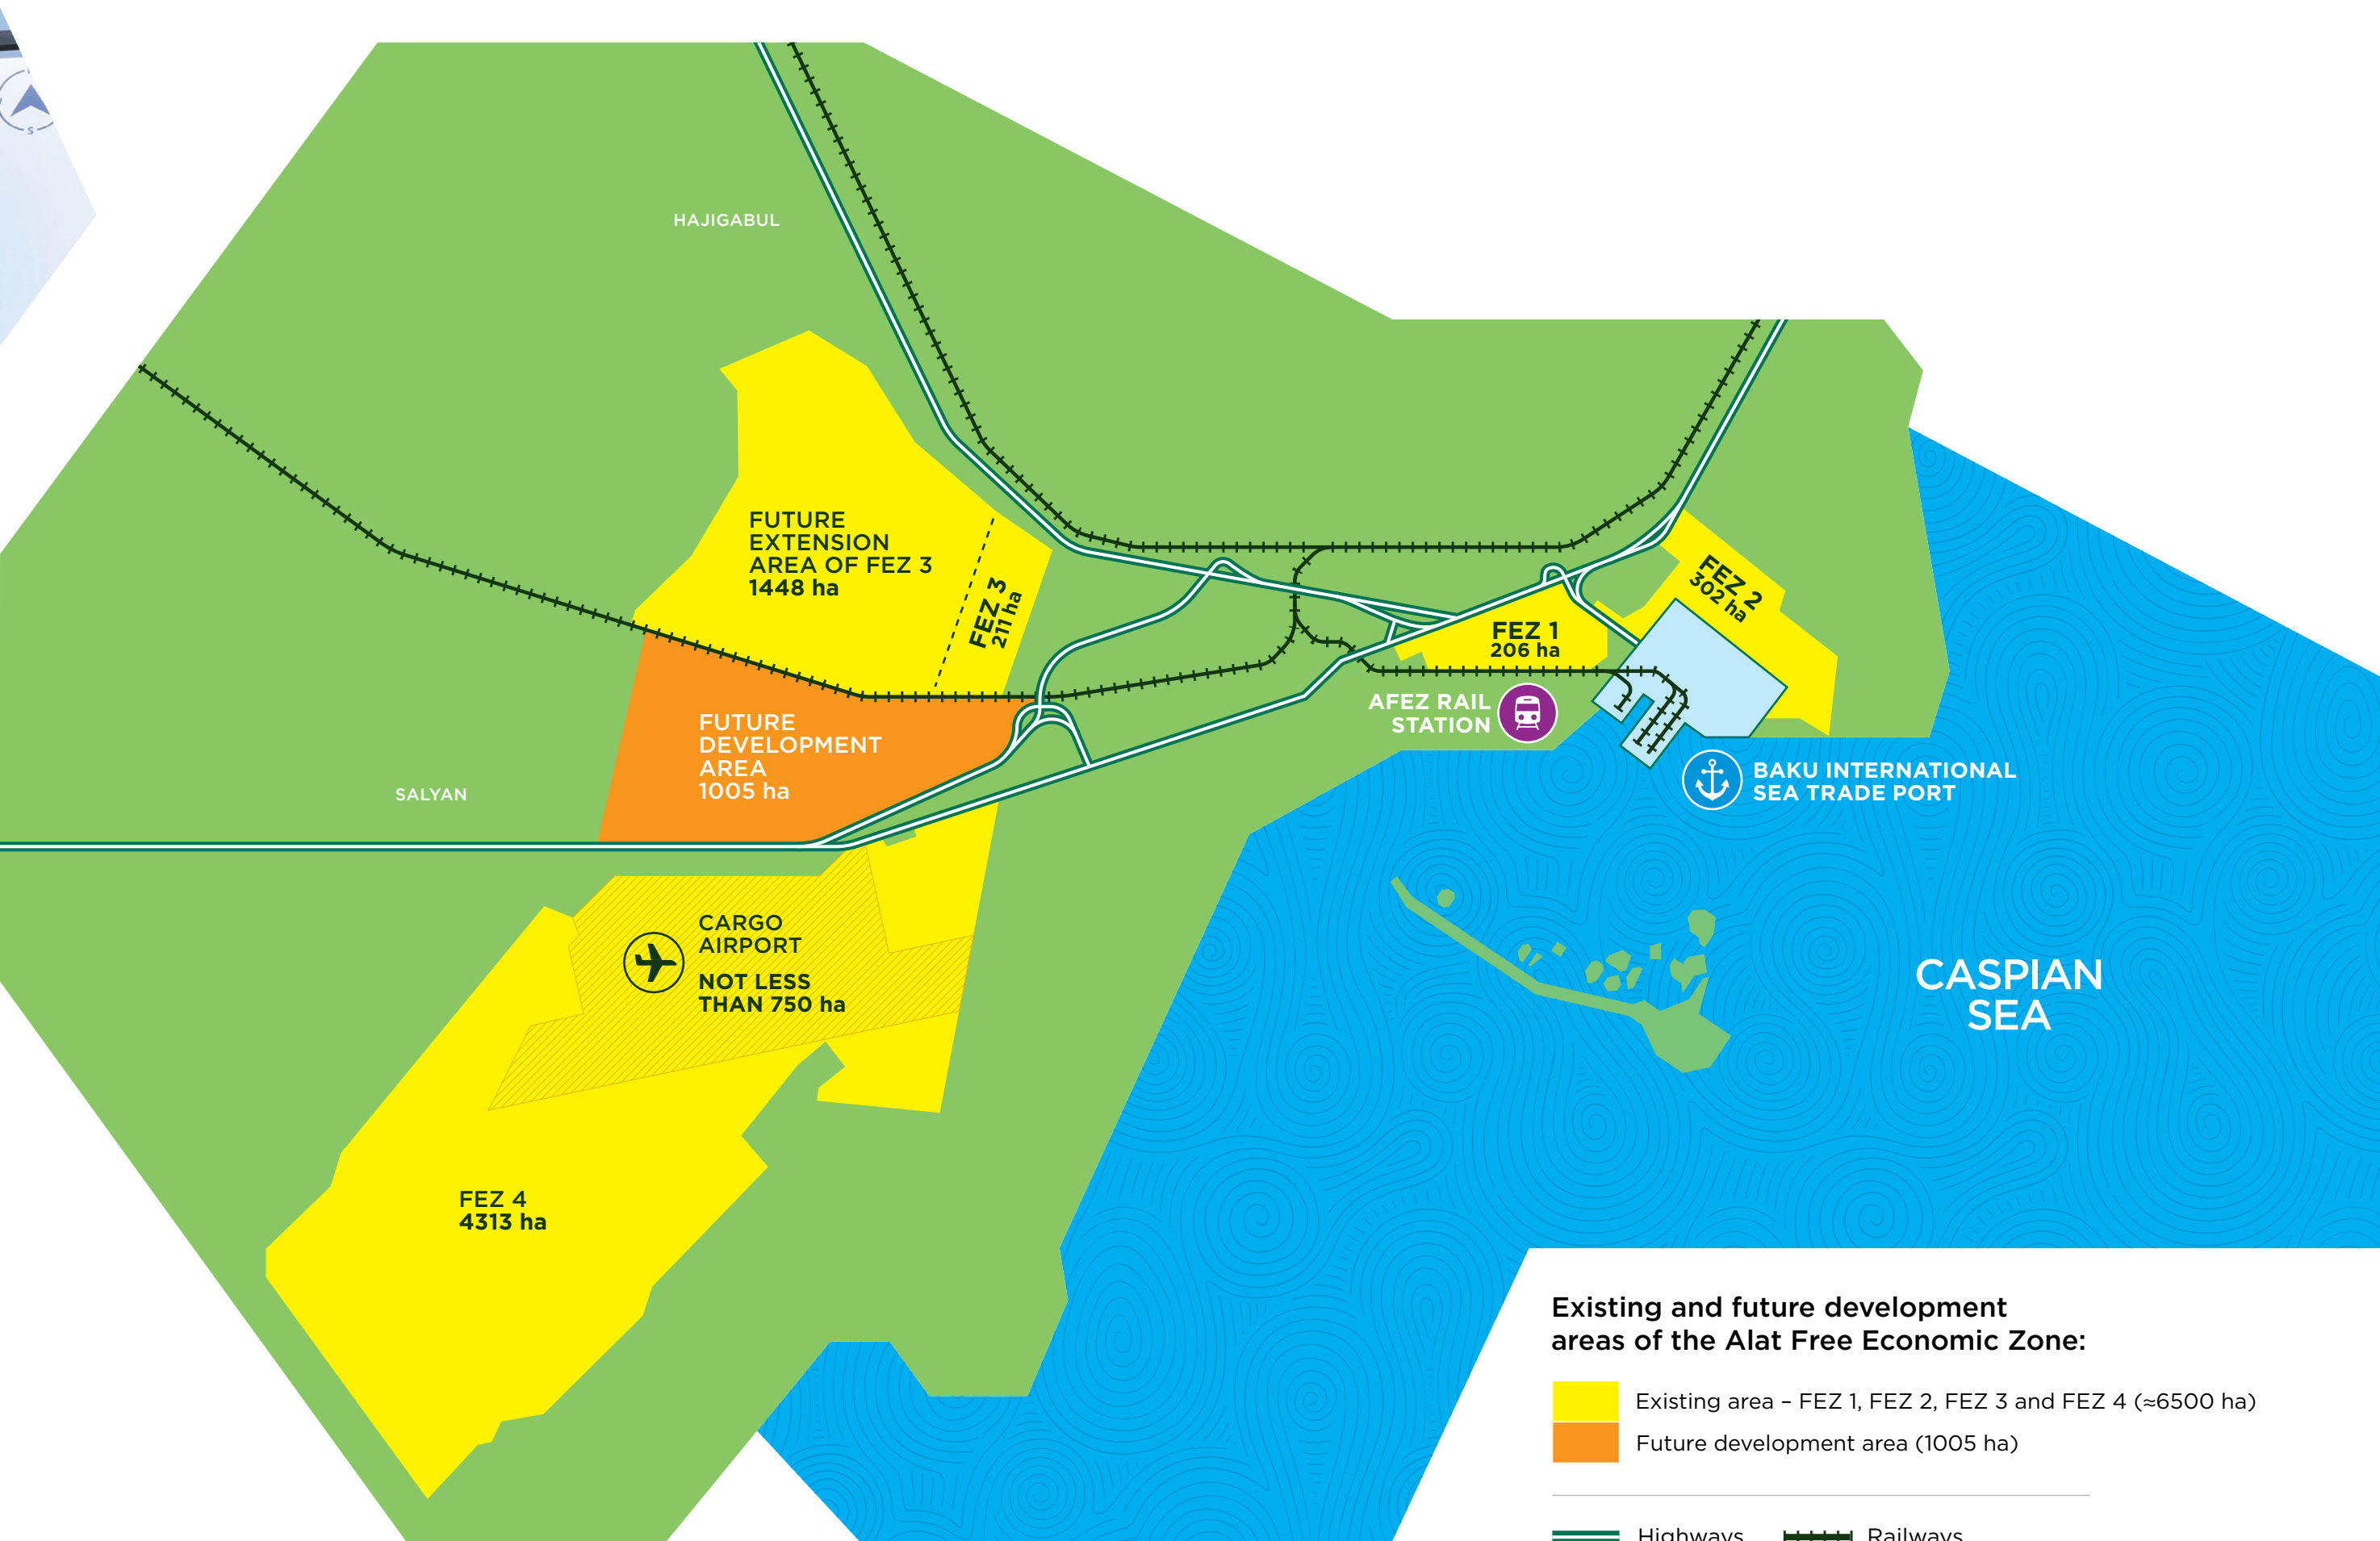 S
HAJIGABUL
FUTURE
EXTENSION
AREA OF FEZ 3
1448 ha
FEZ 3
211 ha
FEZ 2
302 ha
FEZ 1
206 ha
AFEZ RAIL
STATION
FUTURE
DEVELOPMENT
AREA
1005 ha
SALYAN
BAKU INTERNATIONAL
SEA TRADE PORT
CARGO
AIRPORT
NOT LESS
THAN 750 ha
CASPIAN
SEA
FEZ 4
4313 ha
Existing and future development
areas of the Alat Free Economic Zone:
Existing area – FEZ 1, FEZ 2, FEZ 3 and FEZ 4 (≈6500 ha)
Future development area (1005 ha)
Highways
Railways